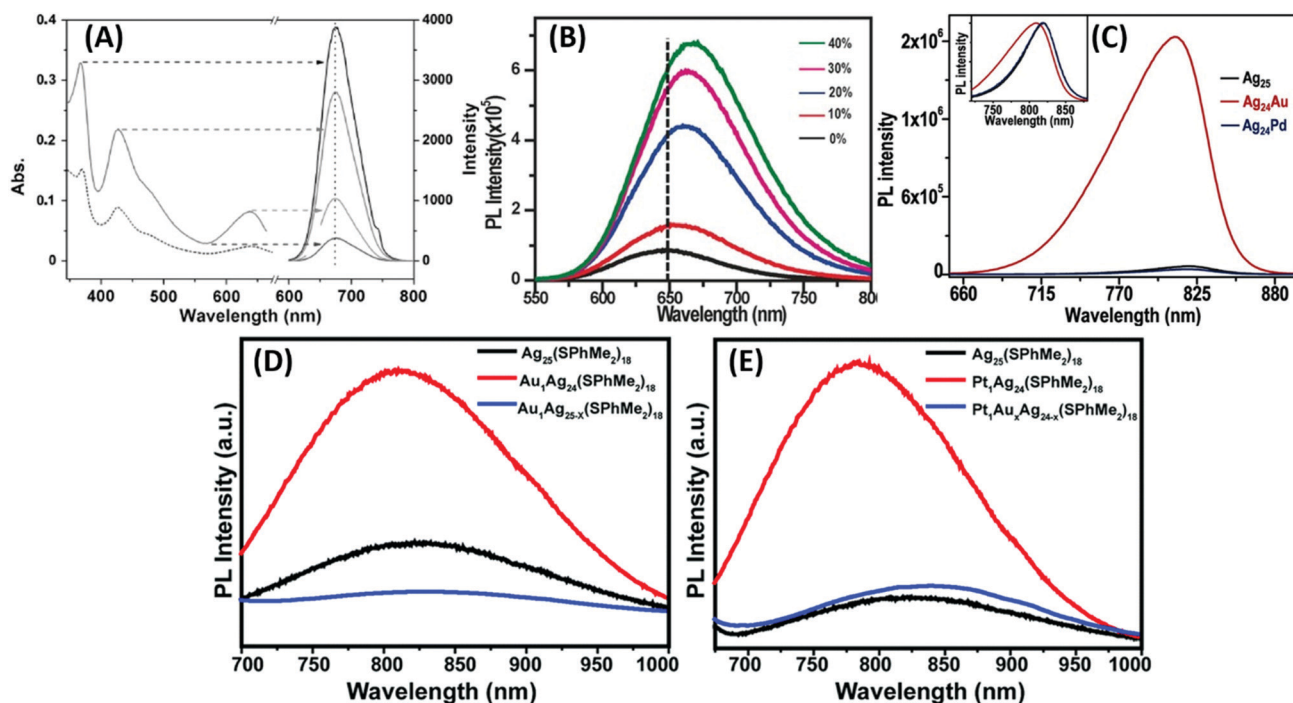 (A)
Abs.
0.4
0.3
0.2
0.1
0
4000
3000
2000
1000
0
Intensity
350 400 500 600 600 700 800
Wavelength (nm)
(B)
PL Intensity(x10⁵)
6
4
2
0
40%
30%
20%
10%
0%
550 600 650 700 750 800
Wavelength (nm)
(C)
PL intensity
2x10⁶
1x10⁶
6x10⁵
0
PL intensity
750 800 850
Wavelength (nm)
Ag₂₅
Ag₂₄Au
Ag₂₄Pd
660 715 770 825 880
Wavelength (nm)
(D)
PL Intensity (a.u.)
Ag₂₅(SPhMe₂)₁₈
Au₁Ag₂₄(SPhMe₂)₁₈
Au₁Ag₂₅₋ₓ(SPhMe₂)₁₈
700 750 800 850 900 950 1000
Wavelength (nm)
(E)
PL Intensity (a.u.)
Ag₂₅(SPhMe₂)₁₈
Pt₁Ag₂₄(SPhMe₂)₁₈
Pt₁AuₓAg₂₄₋ₓ(SPhMe₂)₁₈
700 750 800 850 900 950 1000
Wavelength (nm)